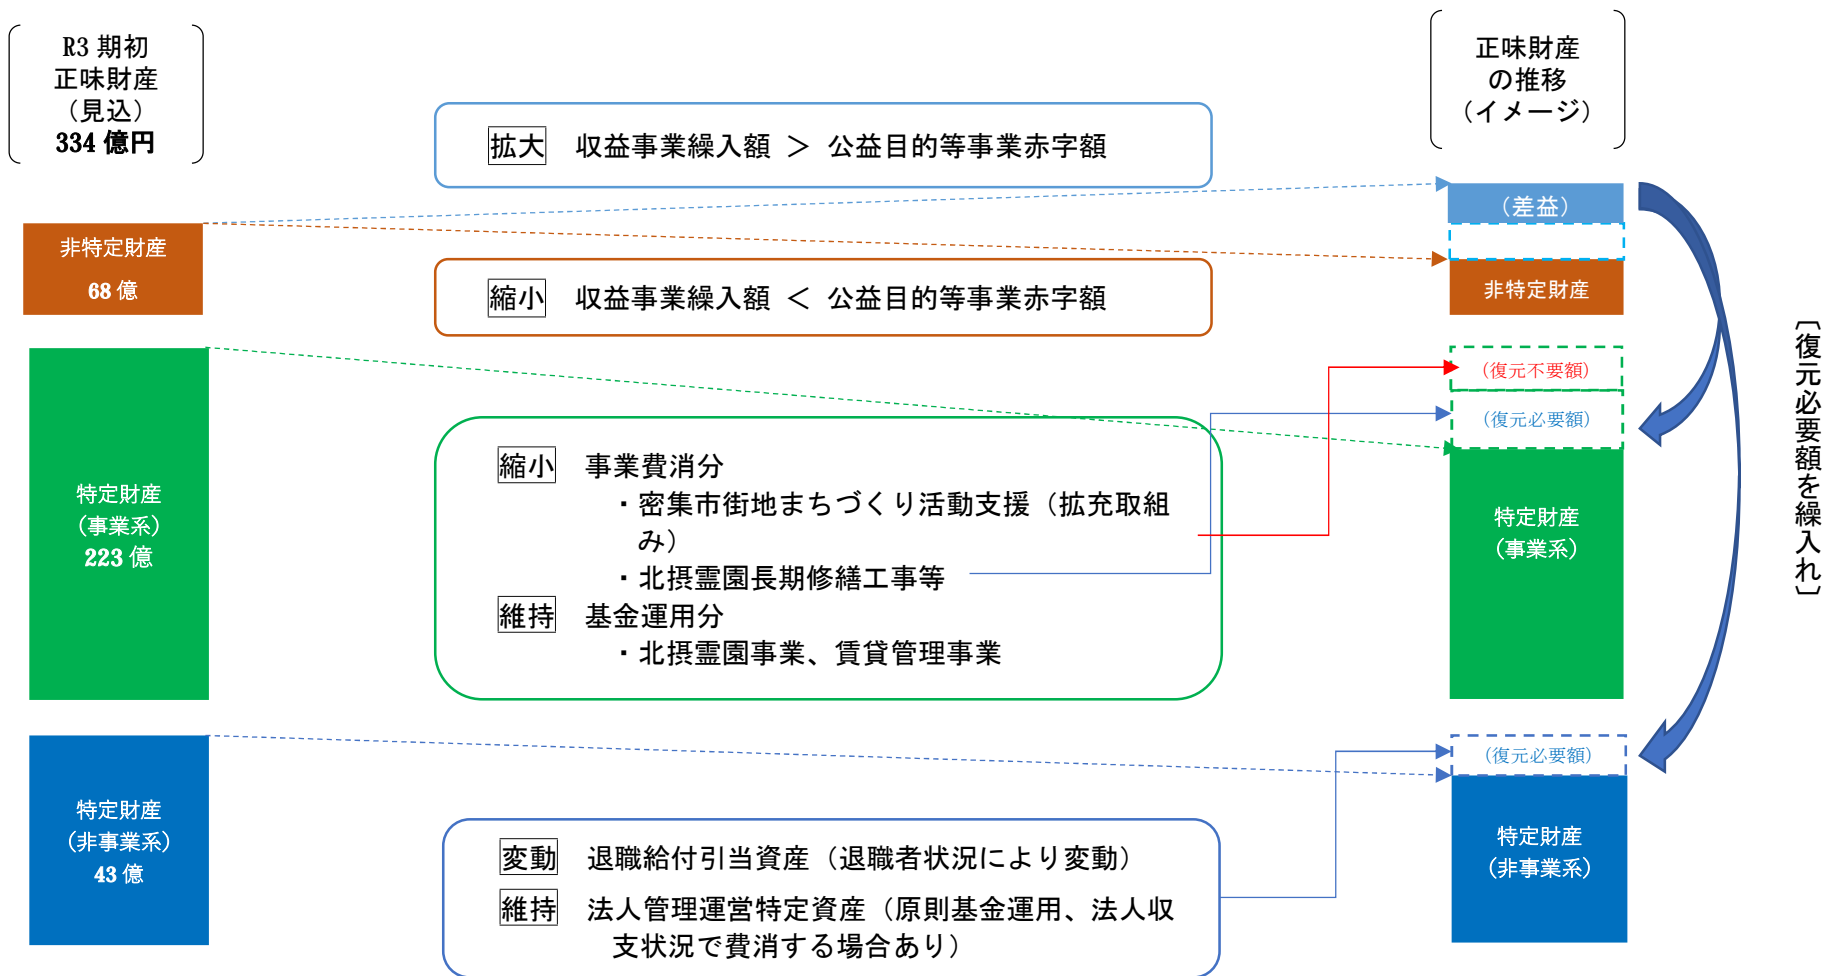 R3 期初
正味財産
（見込）
334 億円
正味財産
の推移
（イメージ）
拡大　収益事業繰入額 ＞ 公益目的等事業赤字額
（差益）
非特定財産
68 億
縮小　収益事業繰入額 ＜ 公益目的等事業赤字額
非特定財産
（復元不要額）
（復元必要額）
特定財産
（事業系）
223 億
縮小　事業費消分
・密集市街地まちづくり活動支援（拡充取組
み）
・北摂霊園長期修繕工事等
維持　基金運用分
・北摂霊園事業、賃貸管理事業
特定財産
（事業系）
〔復元必要額を繰入れ〕
特定財産
（非事業系）
43 億
変動　退職給付引当資産（退職者状況により変動）
維持　法人管理運営特定資産（原則基金運用、法人収
支状況で費消する場合あり）
（復元必要額）
特定財産
（非事業系）